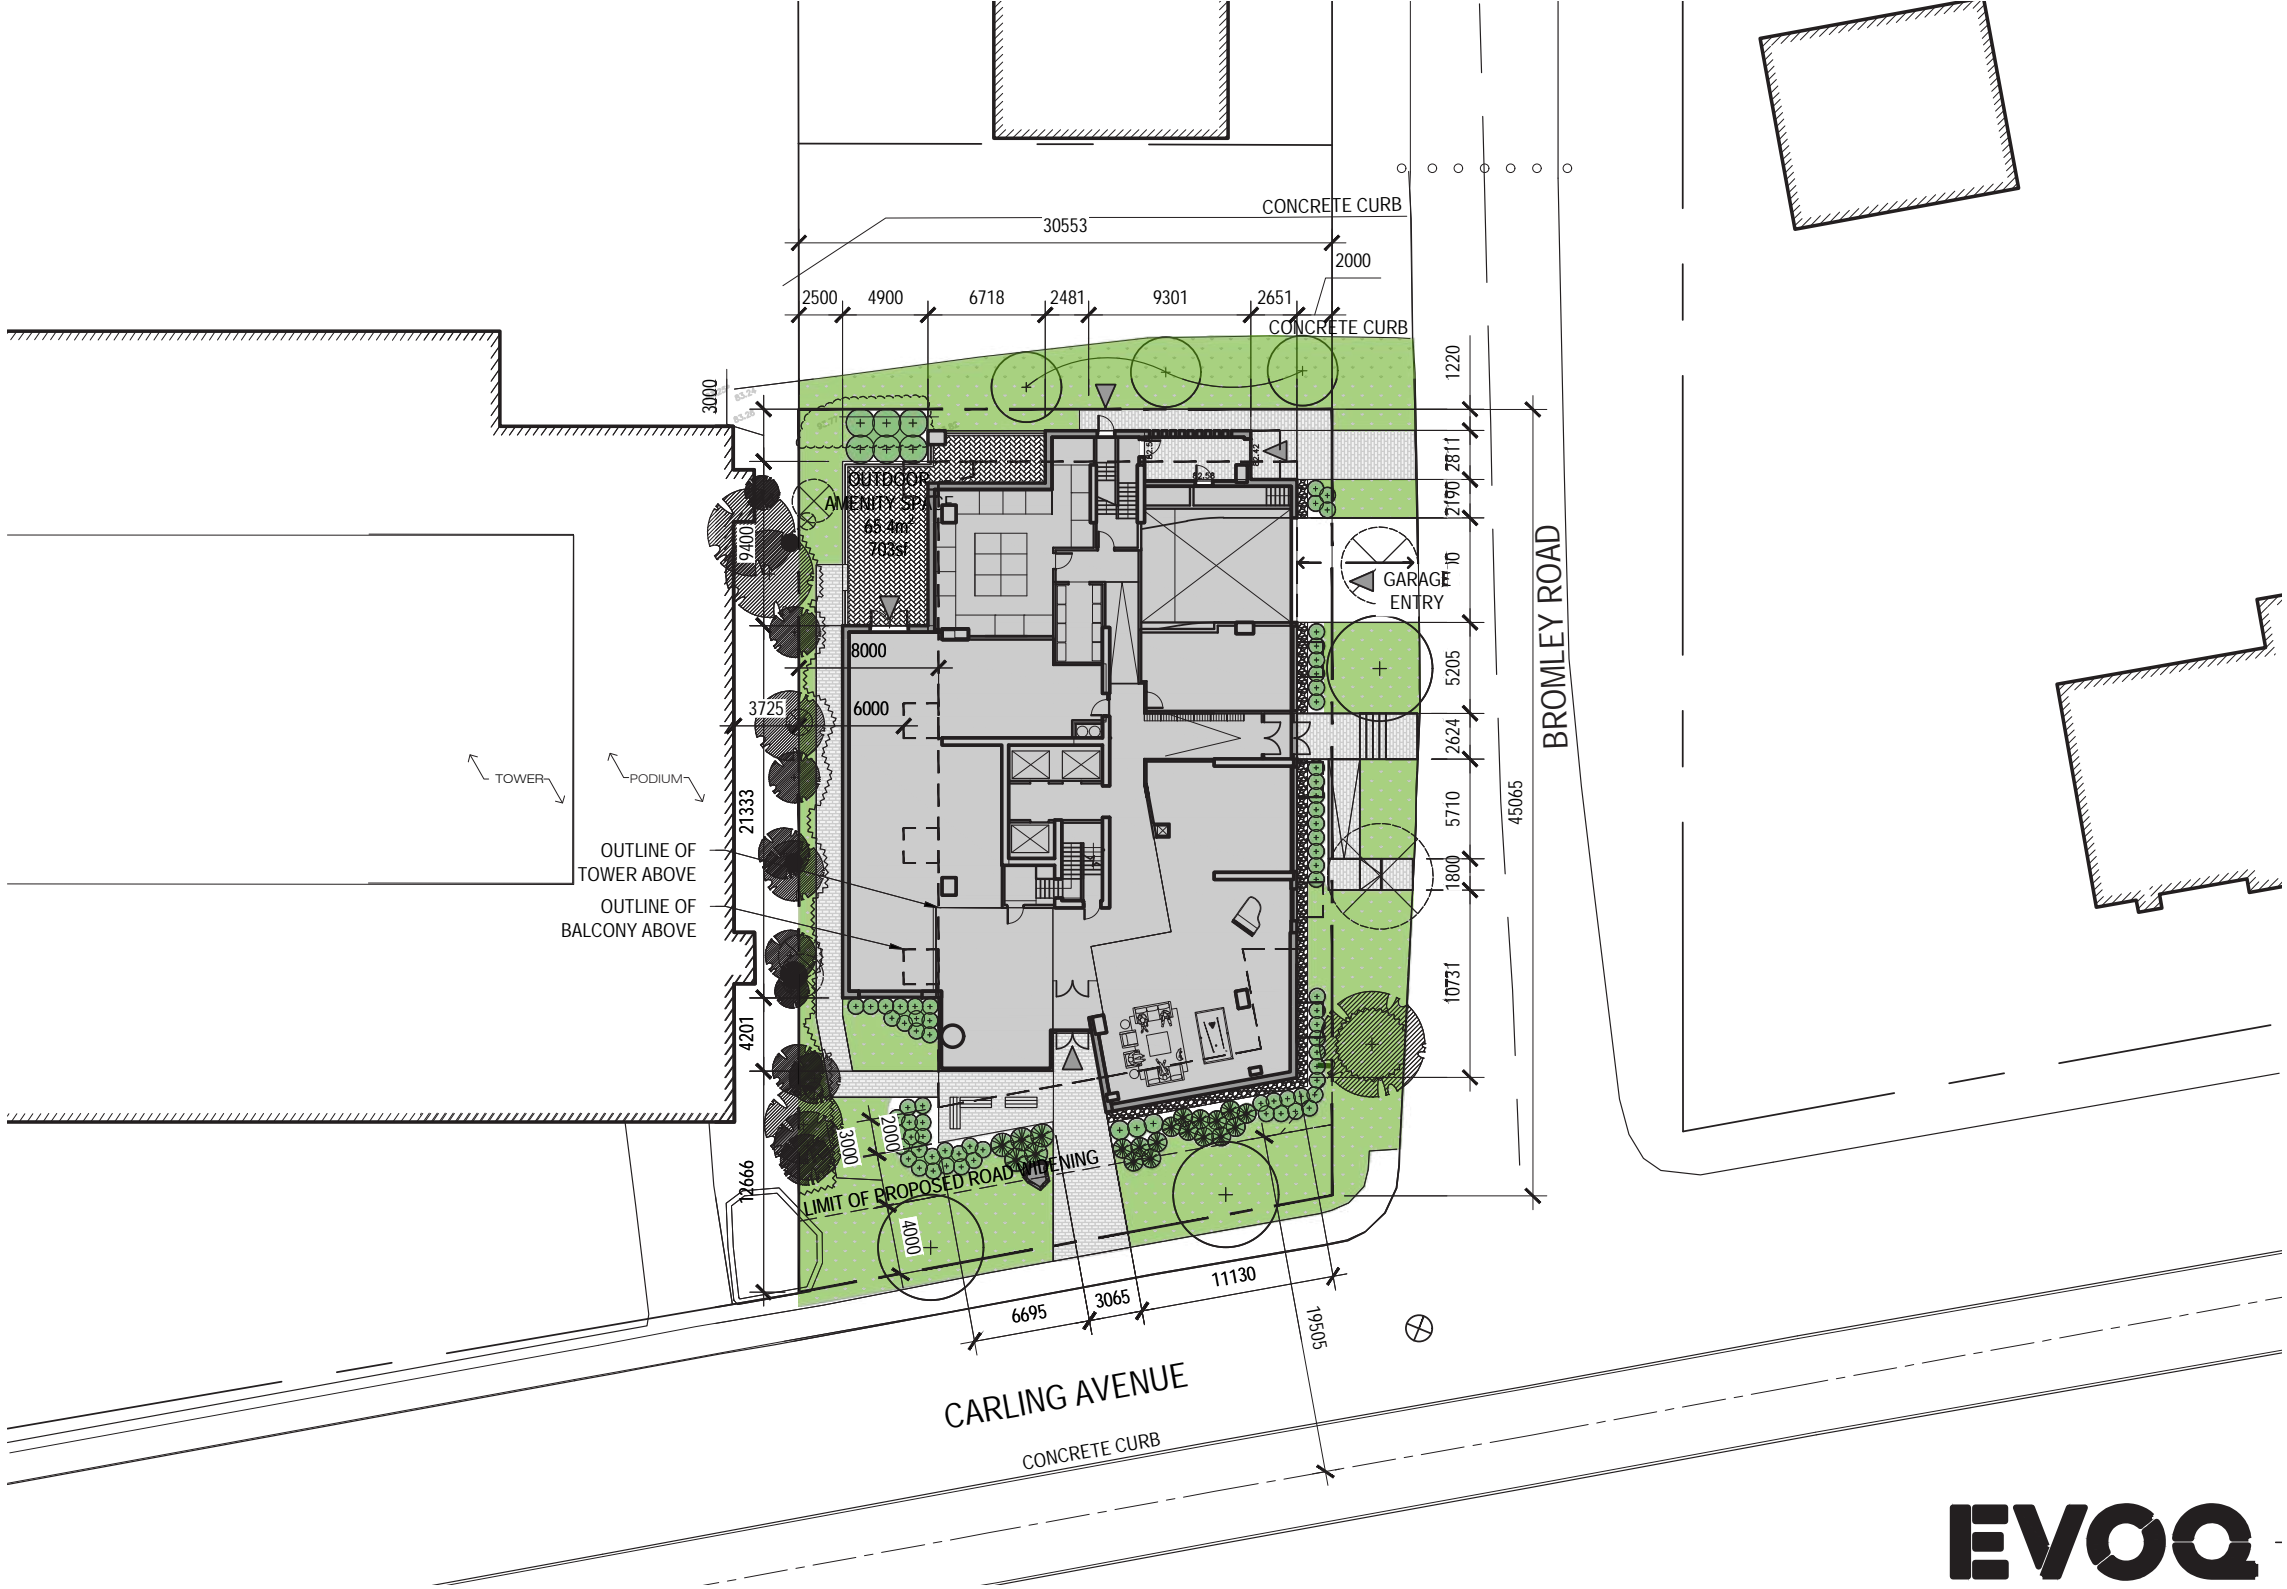 CONCRETE CURB
30553
2000
2500
4900
6718
2481
9301
2651
CONCRETE CURB
1220
3000
2811
2190
OUTDOOR
AMENITY SPACE
65.4m²
703sf
9400
GARAGE
ENTRY
BROMLEY ROAD
8000
5205
3725
6000
2624
TOWER
PODIUM
21333
5710
45065
OUTLINE OF
TOWER ABOVE
1800
OUTLINE OF
BALCONY ABOVE
10731
4201
2000
3000
12666
LIMIT OF PROPOSED ROAD WIDENING
4000
11130
3065
6695
19505
CARLING AVENUE
CONCRETE CURB
EVOQ